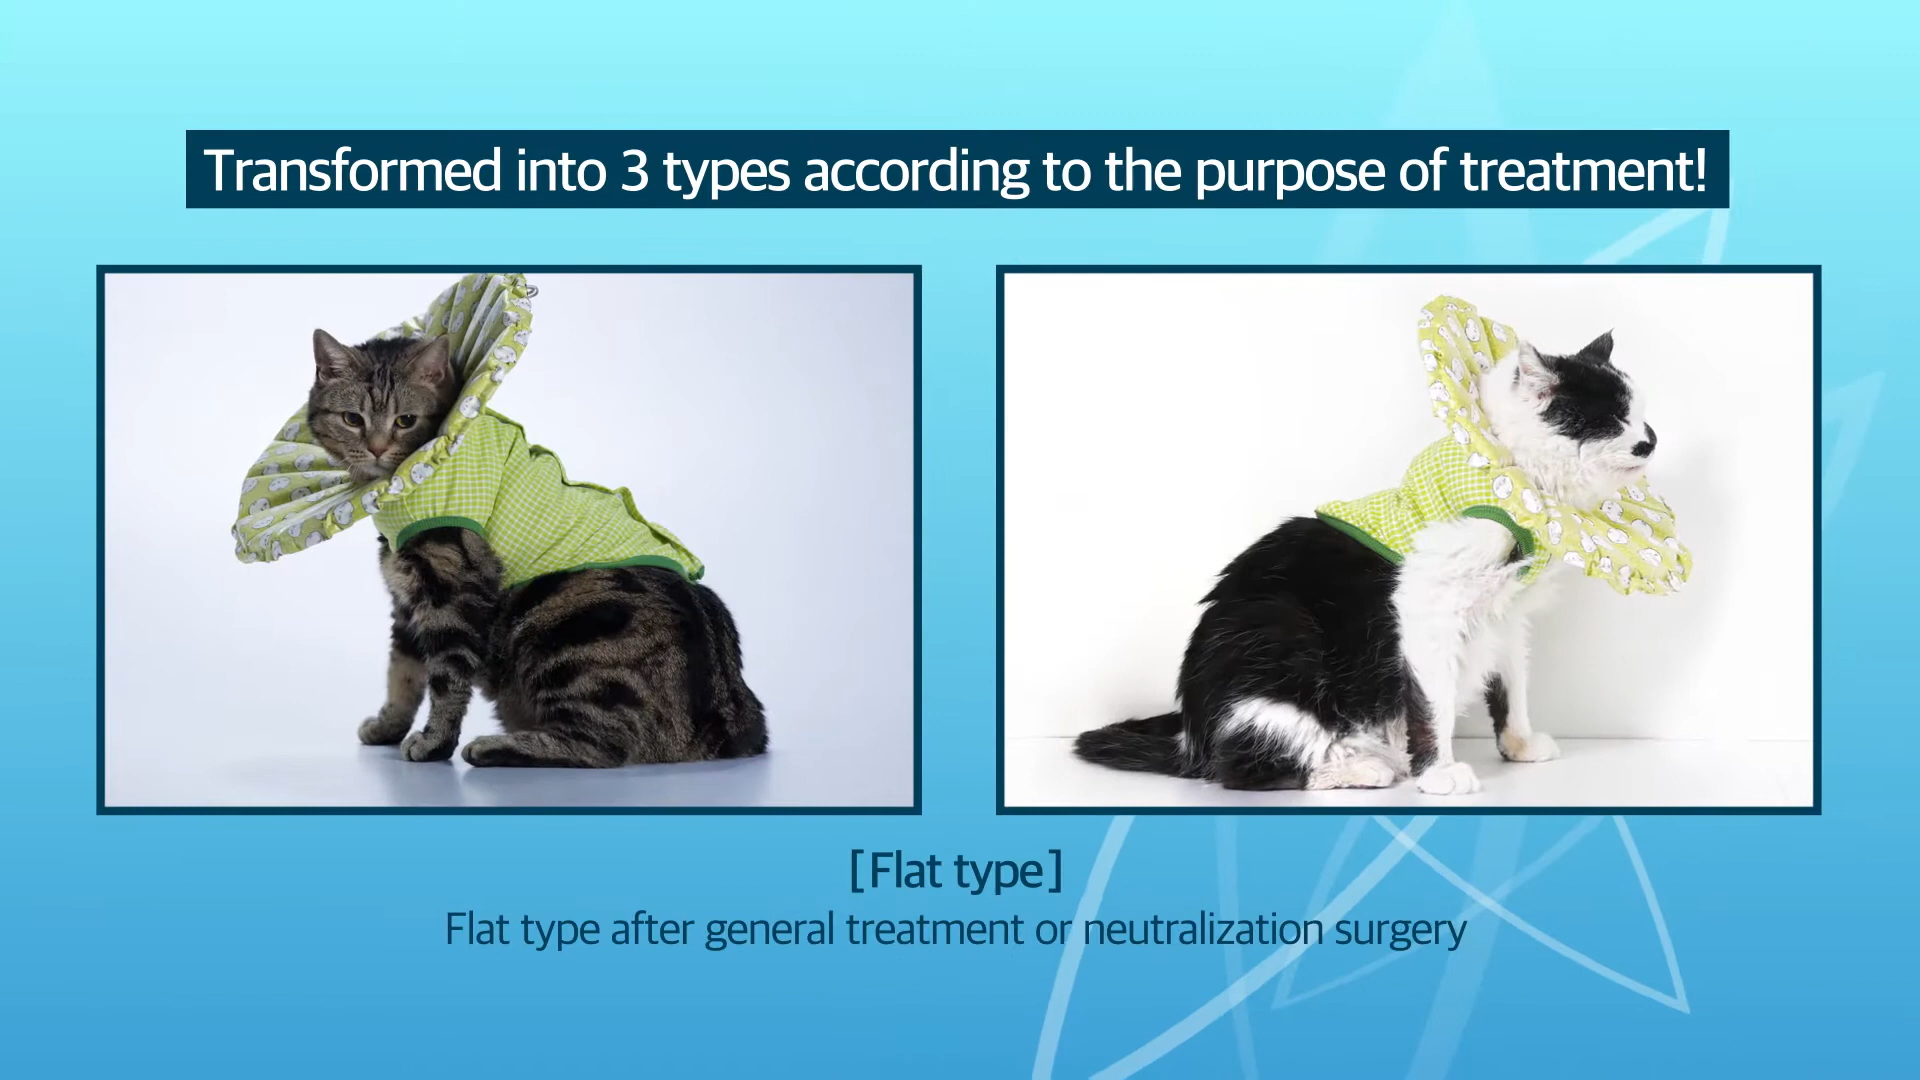 Transformed into 3 types according to the purpose of treatment!
[Flat type]
Flat type after general treatment or neutralization surgery